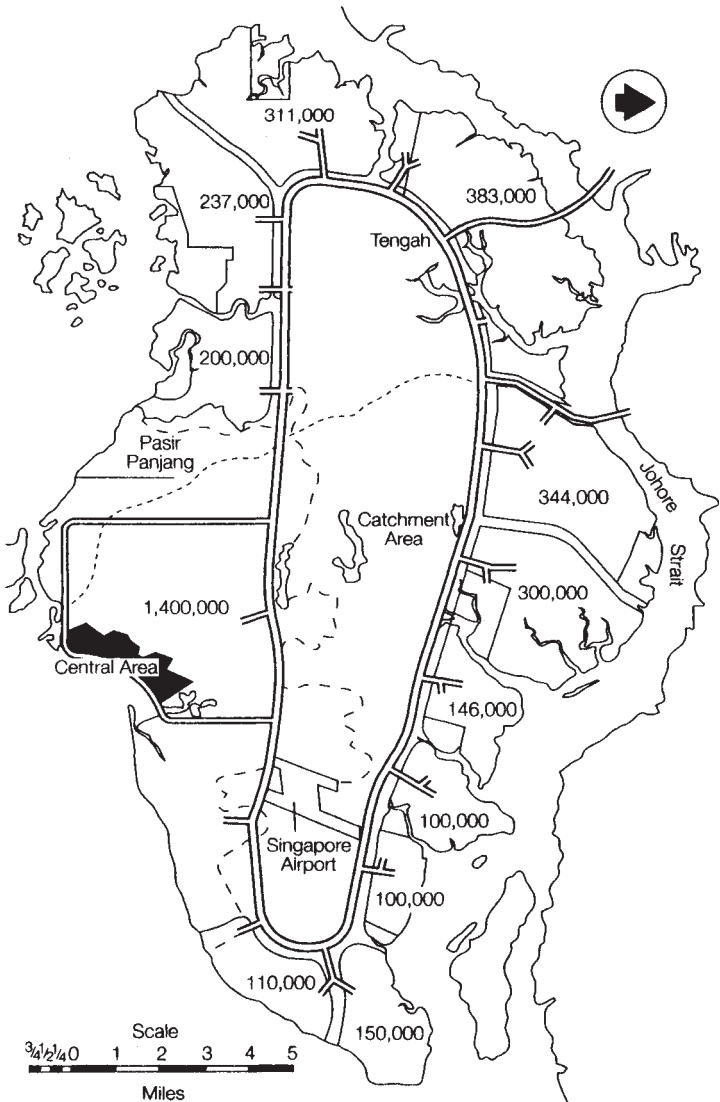 311,000
237,000
383,000
Tengah
200,000
Pasir
Panjang
344,000
Johore
Strait
Catchment
Area
1,400,000
300,000
Central Area
146,000
100,000
Singapore
Airport
100,000
110,000
150,000
Scale
3/4 1/2 1/4 0 1 2 3 4 5
Miles